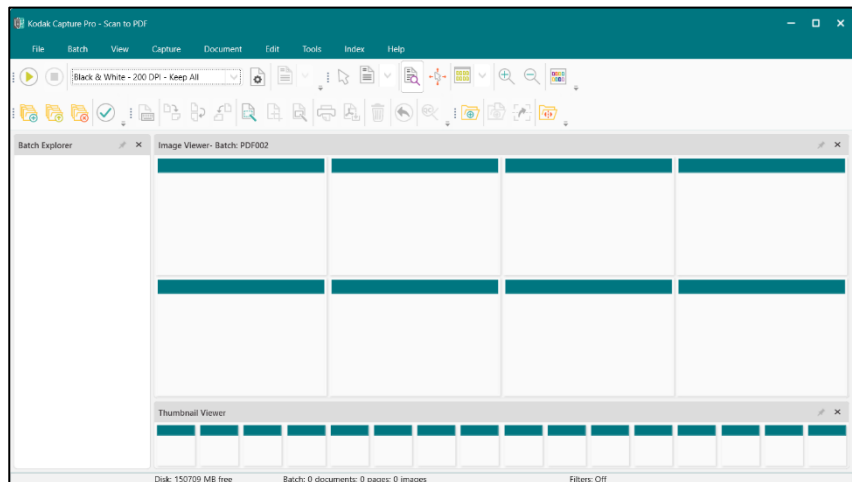 Kodak Capture Pro - Scan to PDF
File Batch View Capture Document Edit Tools Index Help
Black & White - 200 DPI - Keep All
Batch Explorer
Image Viewer- Batch: PDF002
Thumbnail Viewer
Disk: 150709 MB free Batch: 0 documents: 0 pages: 0 images Filters: Off